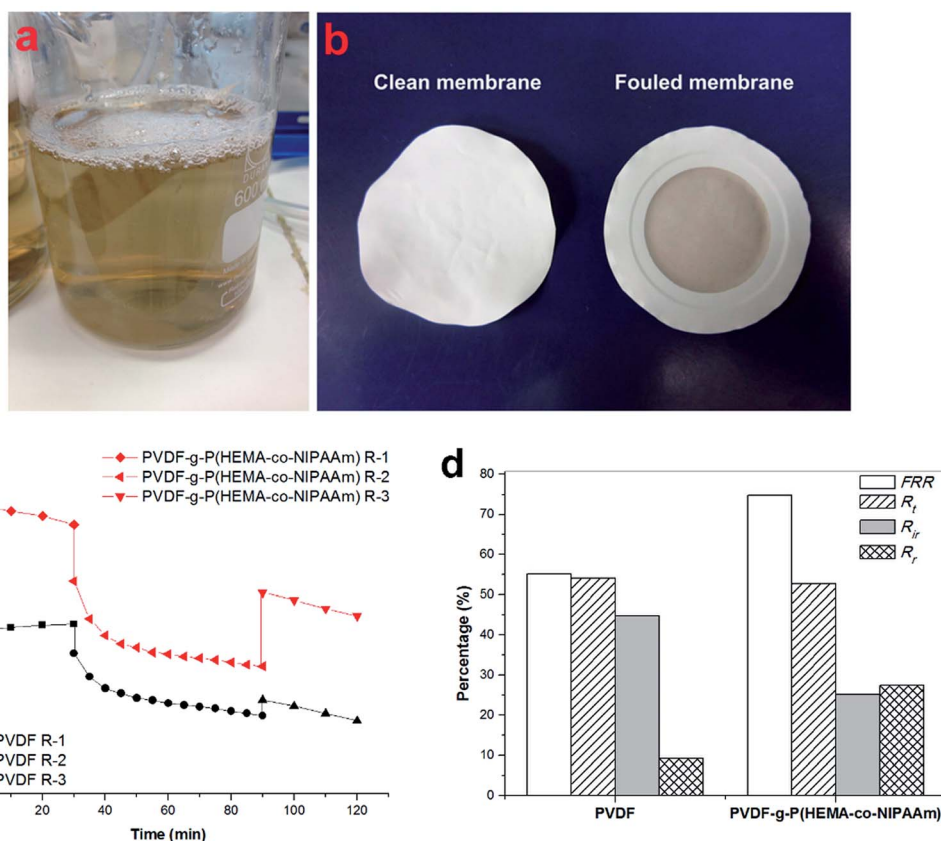 a
b
Clean membrane
Fouled membrane
600
PVDF-g-P(HEMA-co-NIPAAm) R-1
PVDF-g-P(HEMA-co-NIPAAm) R-2
PVDF-g-P(HEMA-co-NIPAAm) R-3
PVDF R-1
PVDF R-2
PVDF R-3
20
40
60
80
100
120
Time (min)
d
FRR
Rt
Rir
Rr
80
70
60
50
40
30
20
10
0
Percentage (%)
PVDF
PVDF-g-P(HEMA-co-NIPAAm)